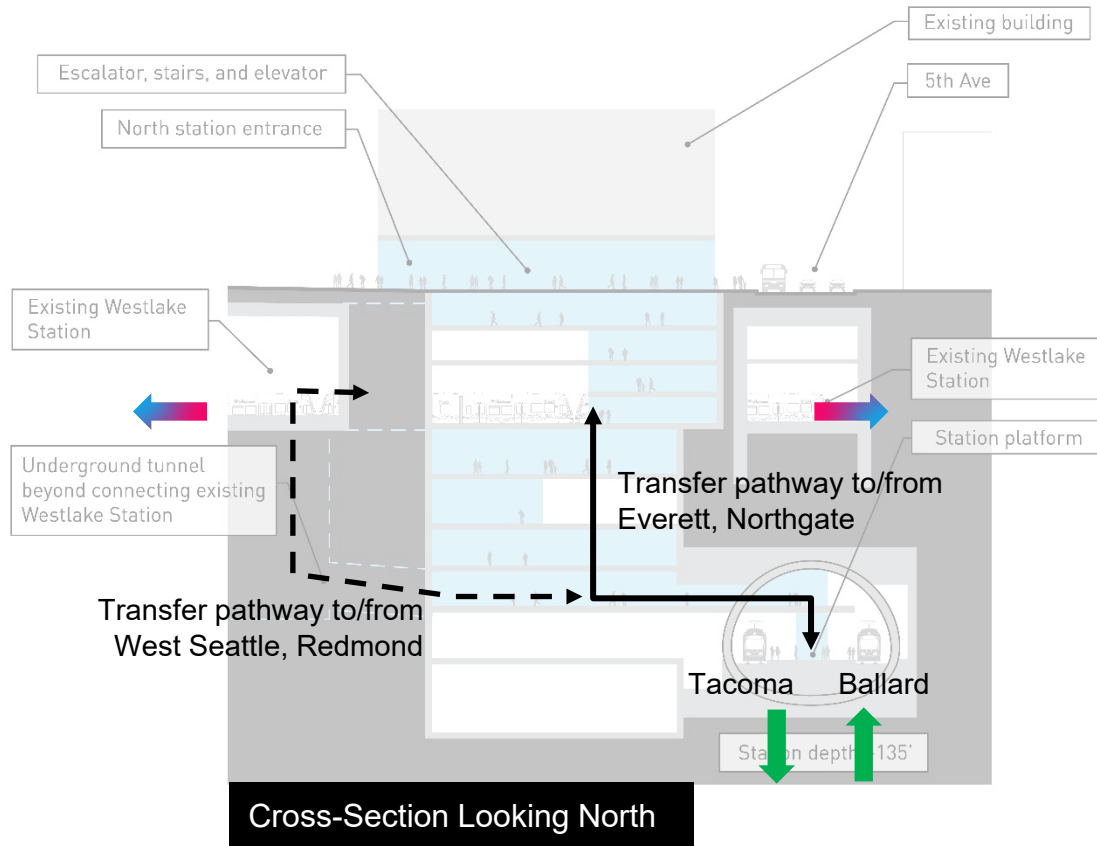 Existing building
Escalator, stairs, and elevator
5th Ave
North station entrance
Existing Westlake
Station
Existing Westlake
Station
Station platform
Underground tunnel
beyond connecting existing
Westlake Station
Transfer pathway to/from
Everett, Northgate
Transfer pathway to/from
West Seattle, Redmond
Tacoma
Ballard
Station depth -135'
Cross-Section Looking North